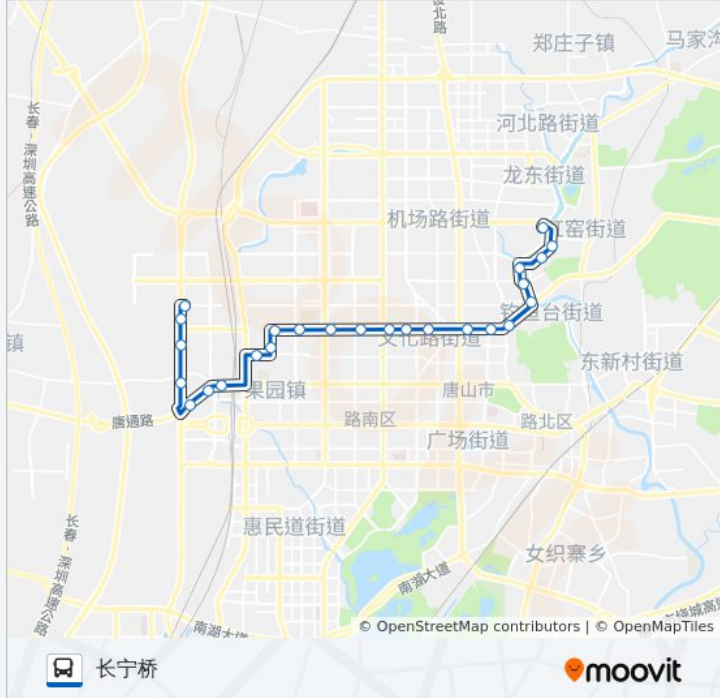 长北路
郑庄子镇
马家沟
河北路街道
长春 - 深圳高速公路
龙东街道
机场路街道
缸窑街道
钓鱼台街道
镇
文化路街道
东新村街道
果园镇
唐山市
唐通路
路南区
路北区
广场街道
长春 - 深圳高速公路
惠民道街道
女织寨乡
南湖大道
南湖大道
绕城高速
© OpenStreetMap contributors | © OpenMapTiles
长宁桥
moovit